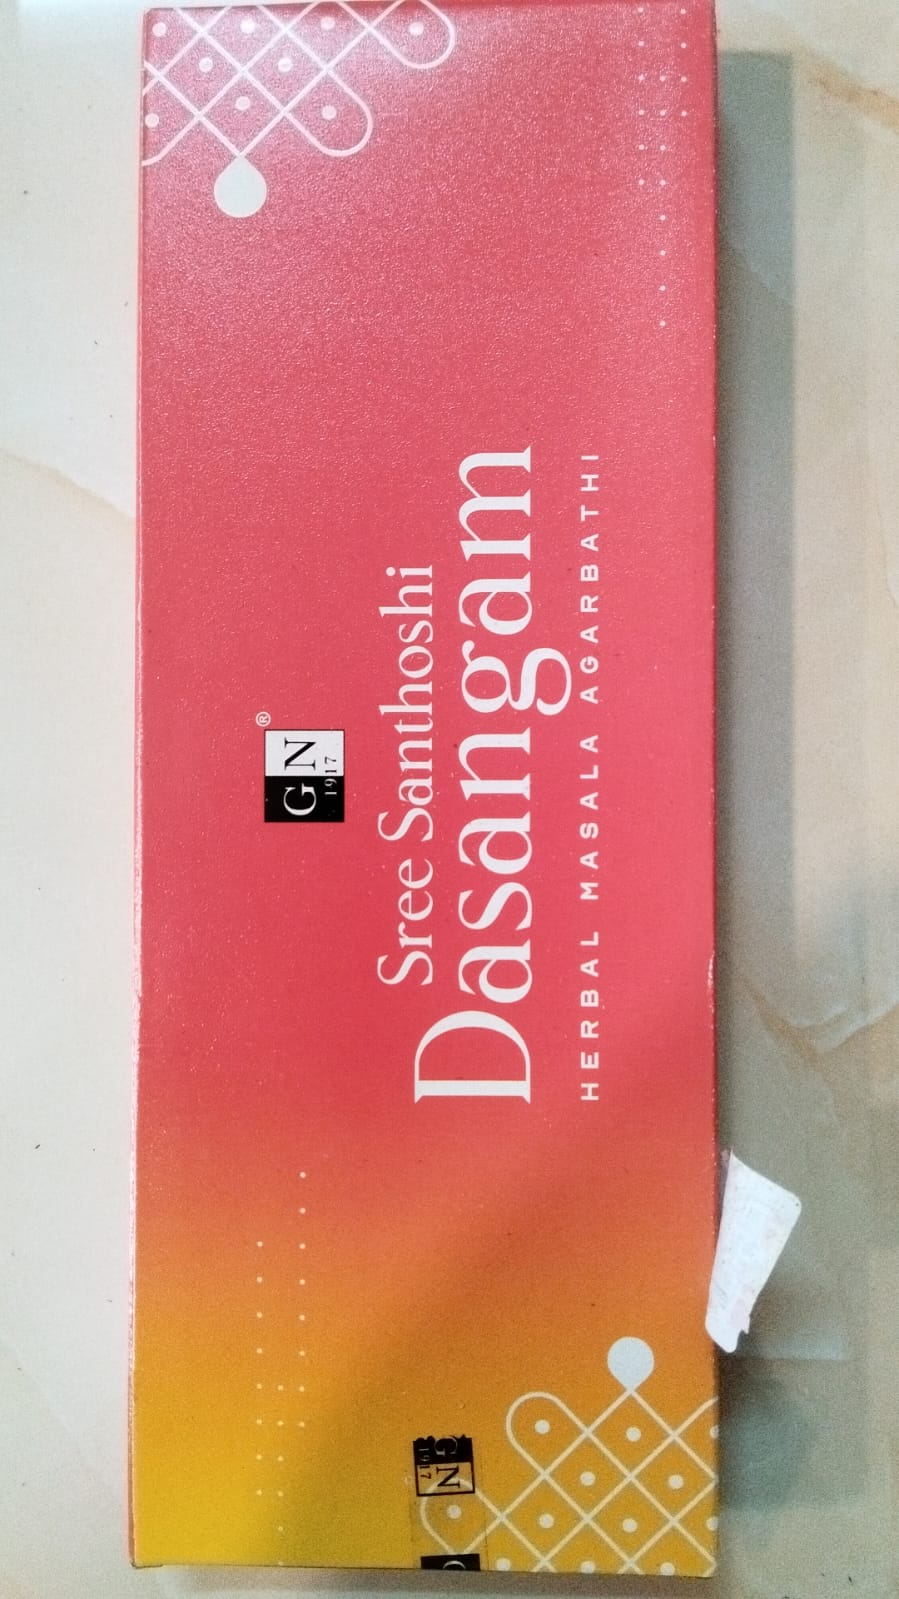 GN
1917
®
Sree Santhoshi
Dasangam
HERBAL MASALA AGARBATHI
GN
1917